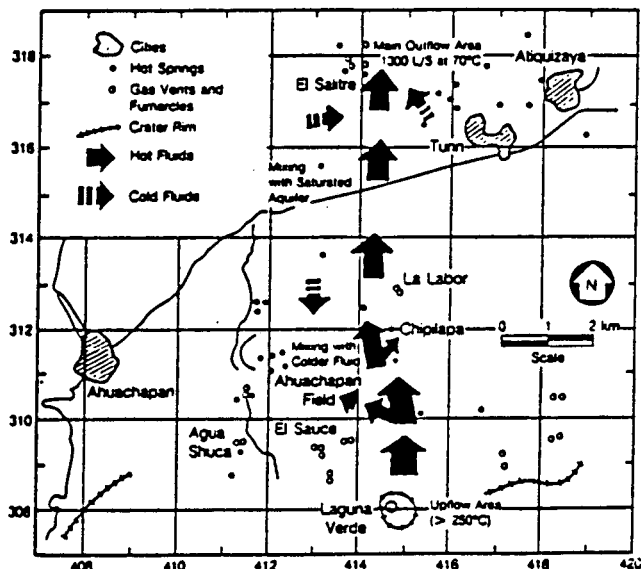 Cities
Hot Springs
Gas Vents and
Fumaroles
Crater Rim
Hot Fluids
Cold Fluids
Main Outflow Area
1300 L/S at 70°C
El Salitre
Atiquizaya
Turin
Mixing
with Saturated
Aquifer
La Labor
N
Chipilapa
0 1 2 km
Scale
Mixing with
Colder Fluid
Ahuachapan
Ahuachapan
Field
El Sauce
Agua
Shuca
Laguna
Verde
Upflow Area
(> 250°C)
318
316
314
312
310
308
408
410
412
414
416
418
420